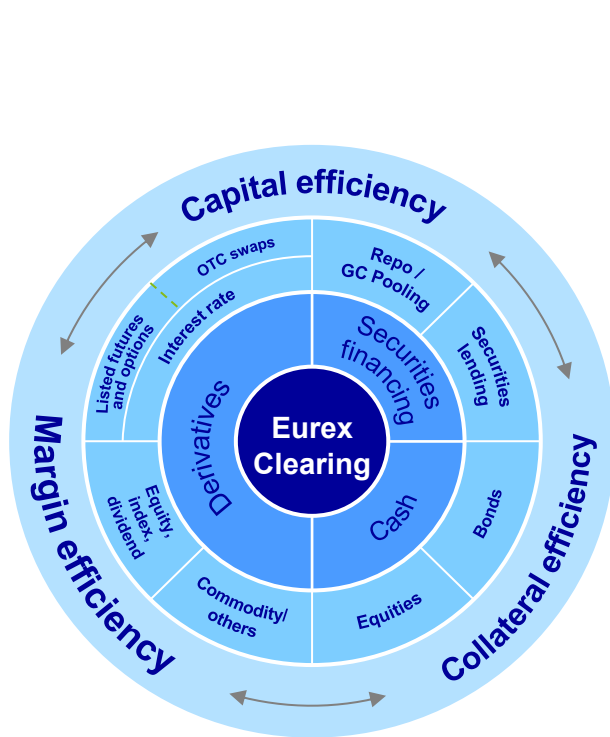 Capital efficiency
OTC swaps
Repo /
GC Pooling
Listed futures
and options
Interest rate
Securities
financing
Securities
lending
Derivatives
Eurex
Clearing
Margin efficiency
Equity,
index,
dividend
Cash
Bonds
Collateral efficiency
Commodity/
others
Equities